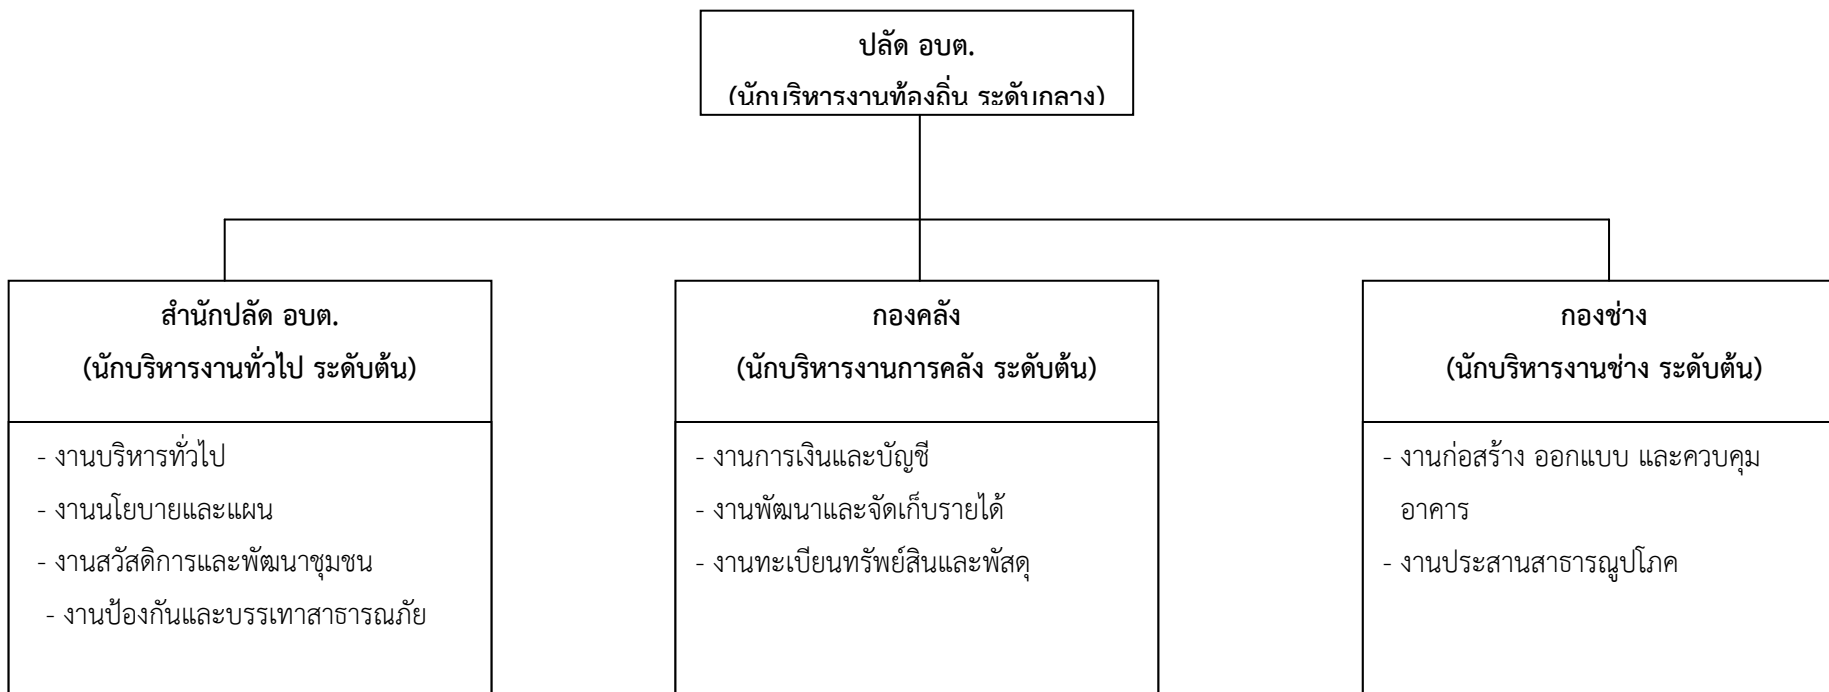 ปลัด อบต.
(นักบริหารงานท้องถิ่น ระดับกลาง)
สำนักปลัด อบต.
(นักบริหารงานทั่วไป ระดับต้น)
- งานบริหารทั่วไป
- งานนโยบายและแผน
- งานสวัสดิการและพัฒนาชุมชน
- งานป้องกันและบรรเทาสาธารณภัย
กองคลัง
(นักบริหารงานการคลัง ระดับต้น)
- งานการเงินและบัญชี
- งานพัฒนาและจัดเก็บรายได้
- งานทะเบียนทรัพย์สินและพัสดุ
กองช่าง
(นักบริหารงานช่าง ระดับต้น)
- งานก่อสร้าง ออกแบบ และควบคุม
อาคาร
- งานประสานสาธารณูปโภค